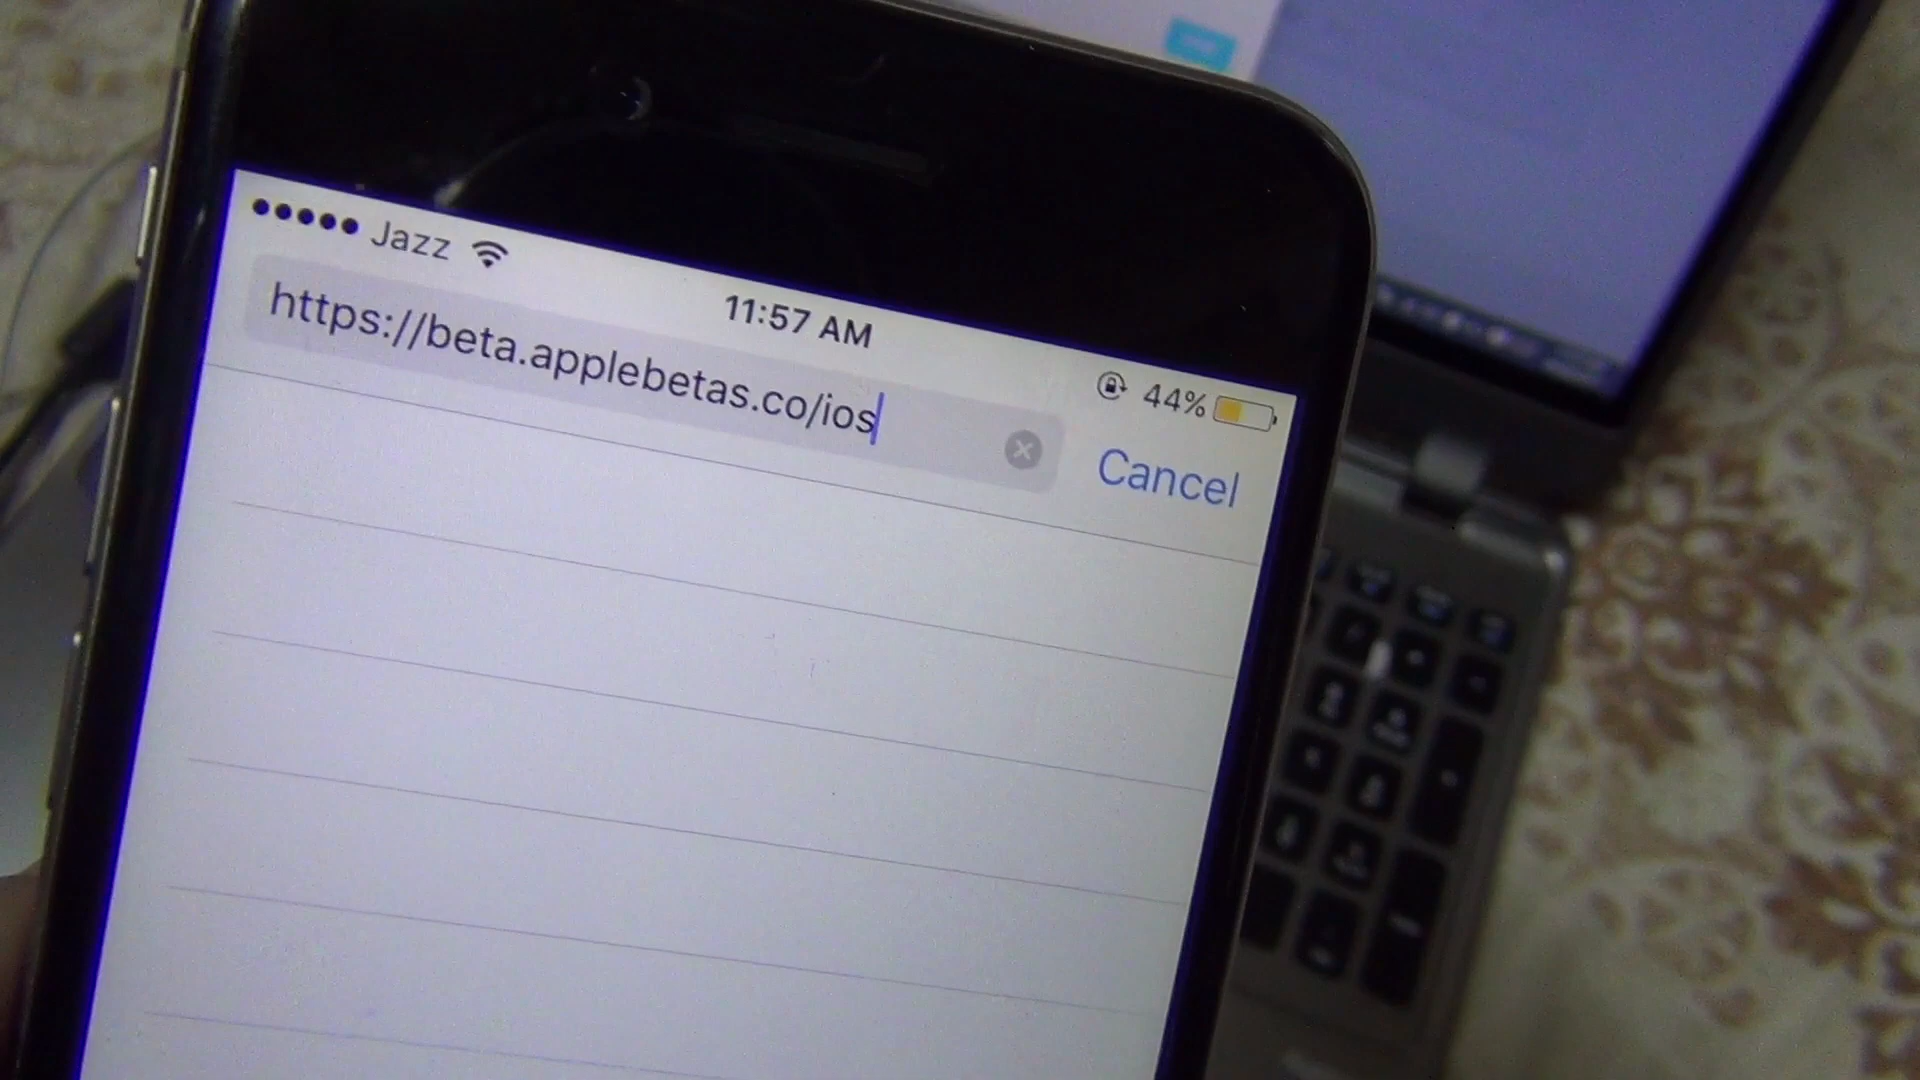 ●●●●● Jazz 11:57 AM 44%
https://beta.applebetas.co/ios
Cancel